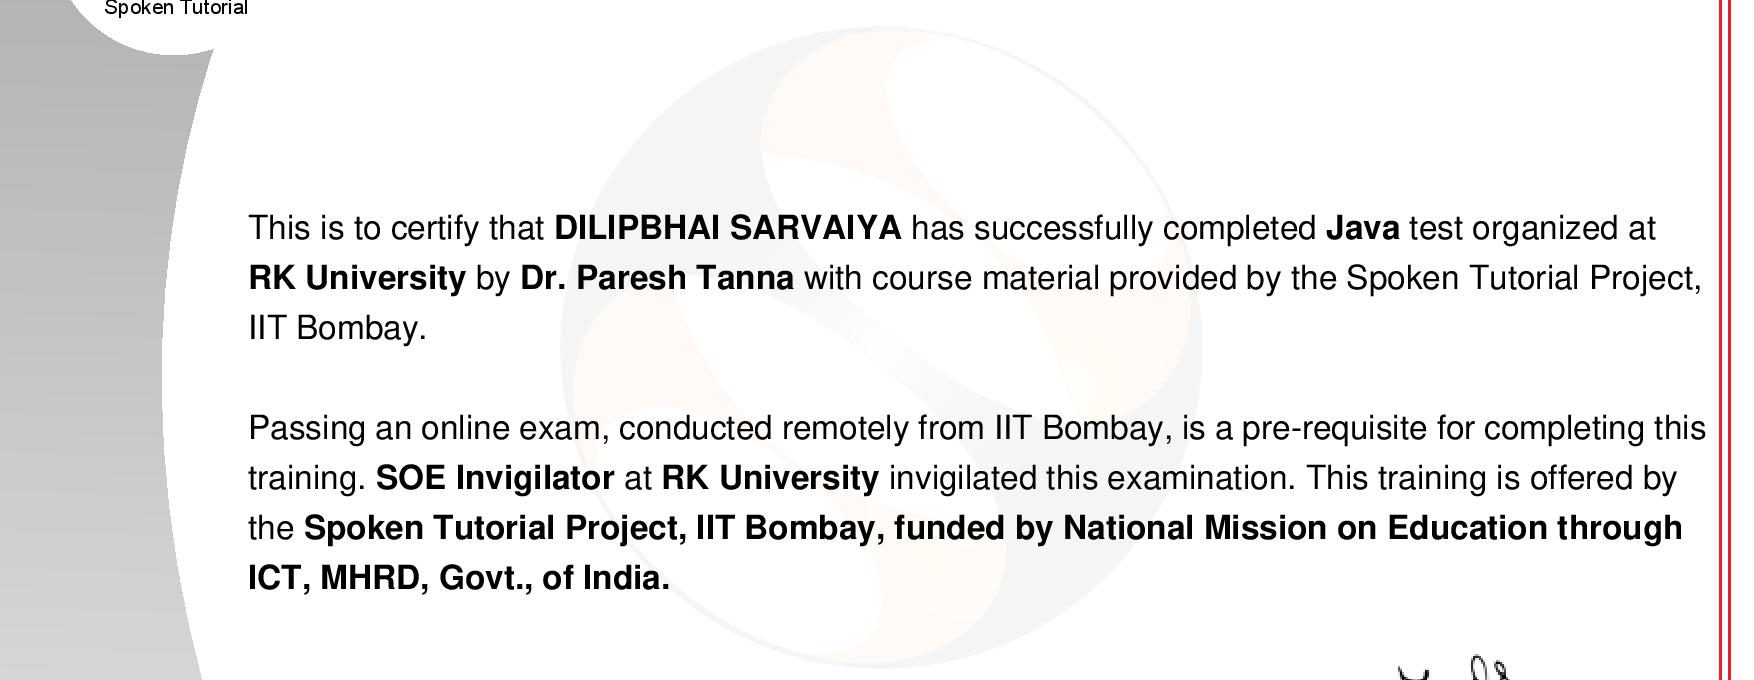 Spoken Tutorial
This is to certify that DILIPBHAI SARVAIYA has successfully completed Java test organized at
RK University by Dr. Paresh Tanna with course material provided by the Spoken Tutorial Project,
IIT Bombay.
Passing an online exam, conducted remotely from IIT Bombay, is a pre-requisite for completing this
training. SOE Invigilator at RK University invigilated this examination. This training is offered by
the Spoken Tutorial Project, IIT Bombay, funded by National Mission on Education through
ICT, MHRD, Govt., of India.